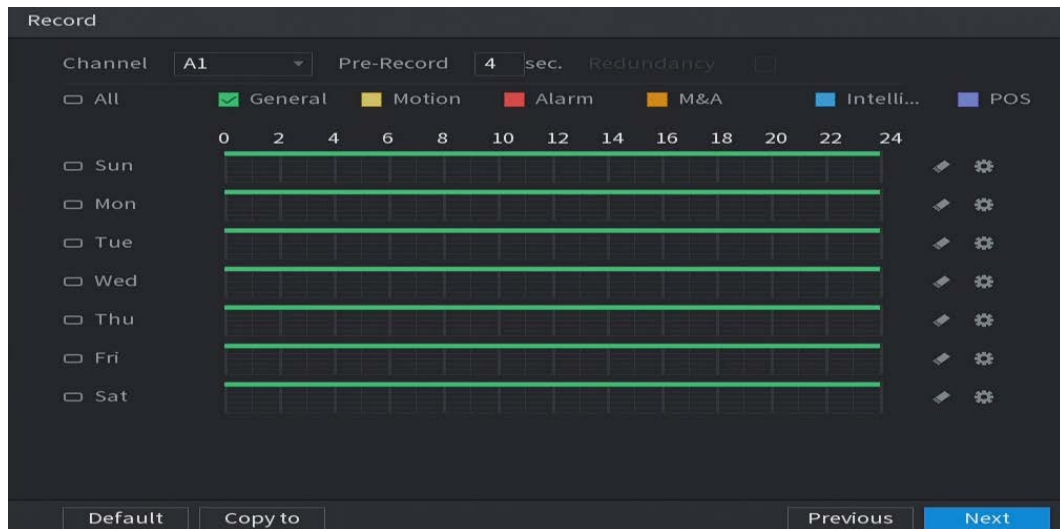 Record
Channel A1 Pre-Record 4 sec. Redundancy
All General Motion Alarm M&A Intelli... POS
0 2 4 6 8 10 12 14 16 18 20 22 24
Sun
Mon
Tue
Wed
Thu
Fri
Sat
Default Copy to Previous Next